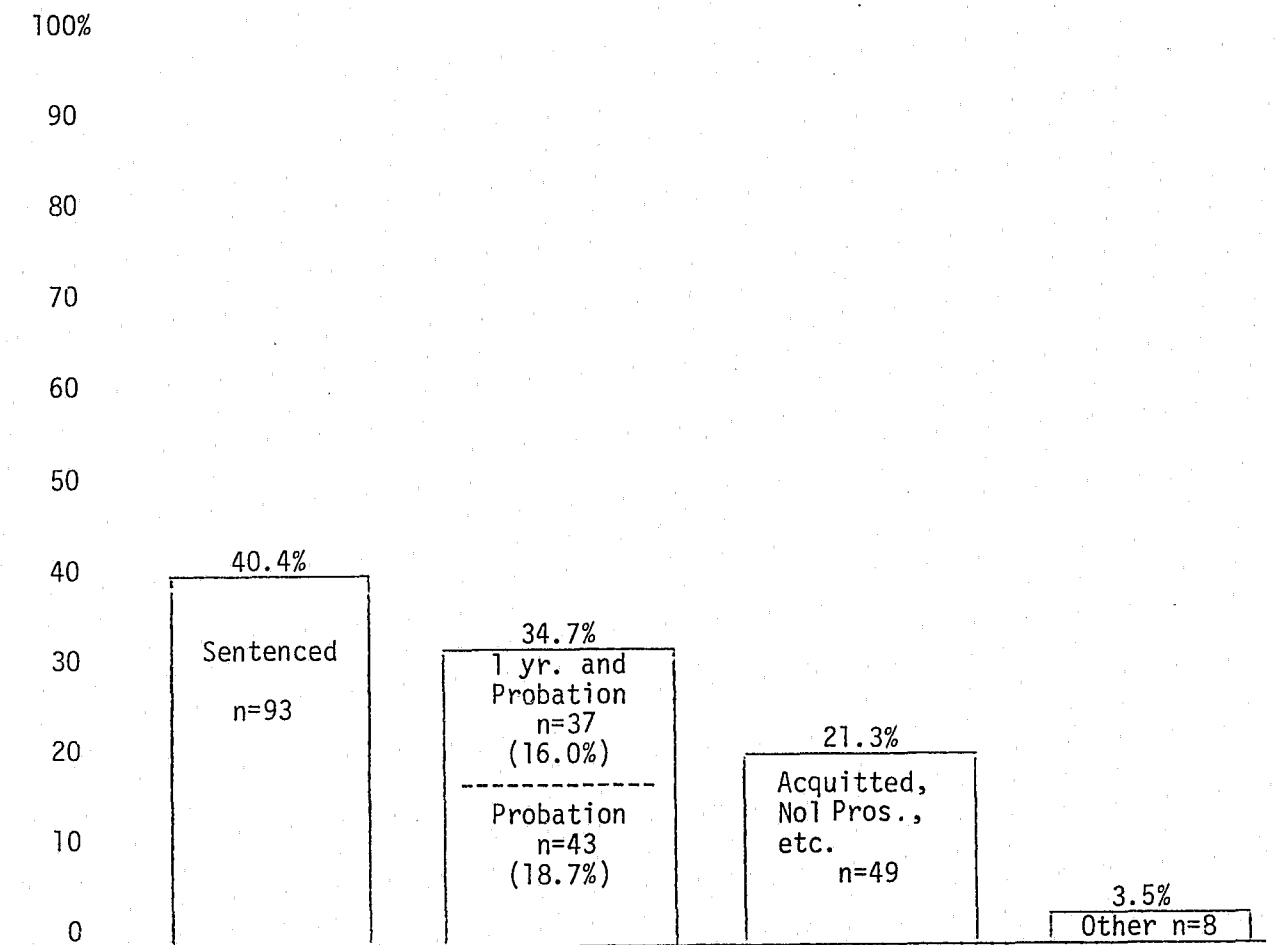 100%
90
80
70
60
50
40
30
20
10
0
40.4%
Sentenced
n=93
34.7%
1 yr. and
Probation
n=37
(16.0%)
Probation
n=43
(18.7%)
21.3%
Acquitted,
Nol Pros.,
etc.
n=49
3.5%
Other n=8